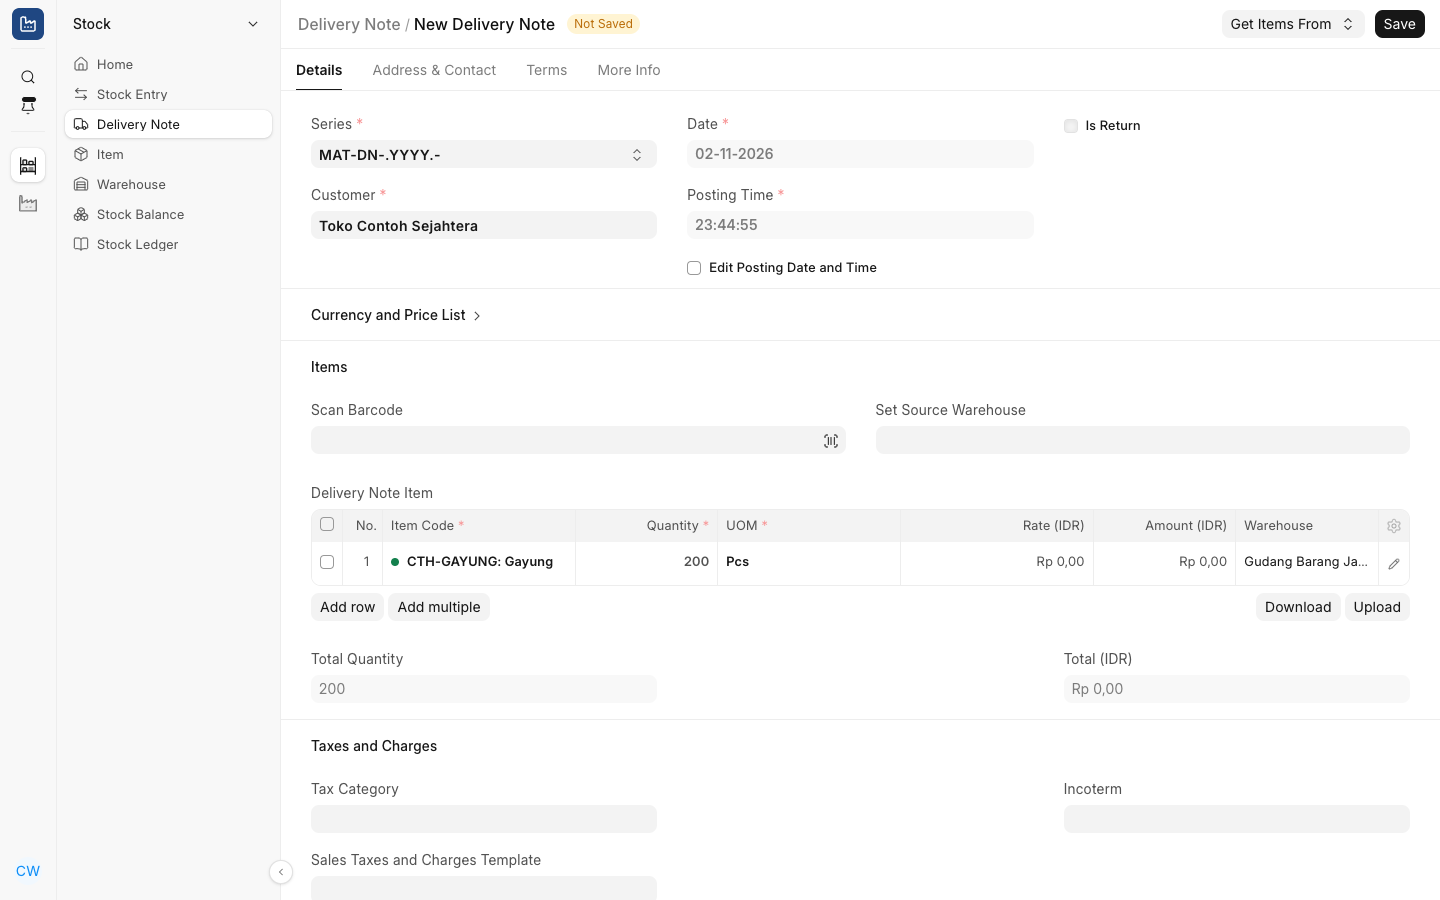 Stock
Home
Stock Entry
Delivery Note
Item
Warehouse
Stock Balance
Stock Ledger
CW
Delivery Note / New Delivery Note Not Saved
Get Items From
Save
Details Address & Contact Terms More Info
Series * Date * Is Return
MAT-DN-.YYYY.- 02-11-2026
Customer * Posting Time *
Toko Contoh Sejahtera 23:44:55
Edit Posting Date and Time
Currency and Price List
Items
Scan Barcode Set Source Warehouse
Delivery Note Item
No. Item Code * Quantity * UOM * Rate (IDR) Amount (IDR) Warehouse
1 CTH-GAYUNG: Gayung 200 Pcs Rp 0,00 Rp 0,00 Gudang Barang Ja...
Add row Add multiple Download Upload
Total Quantity Total (IDR)
200 Rp 0,00
Taxes and Charges
Tax Category Incoterm
Sales Taxes and Charges Template